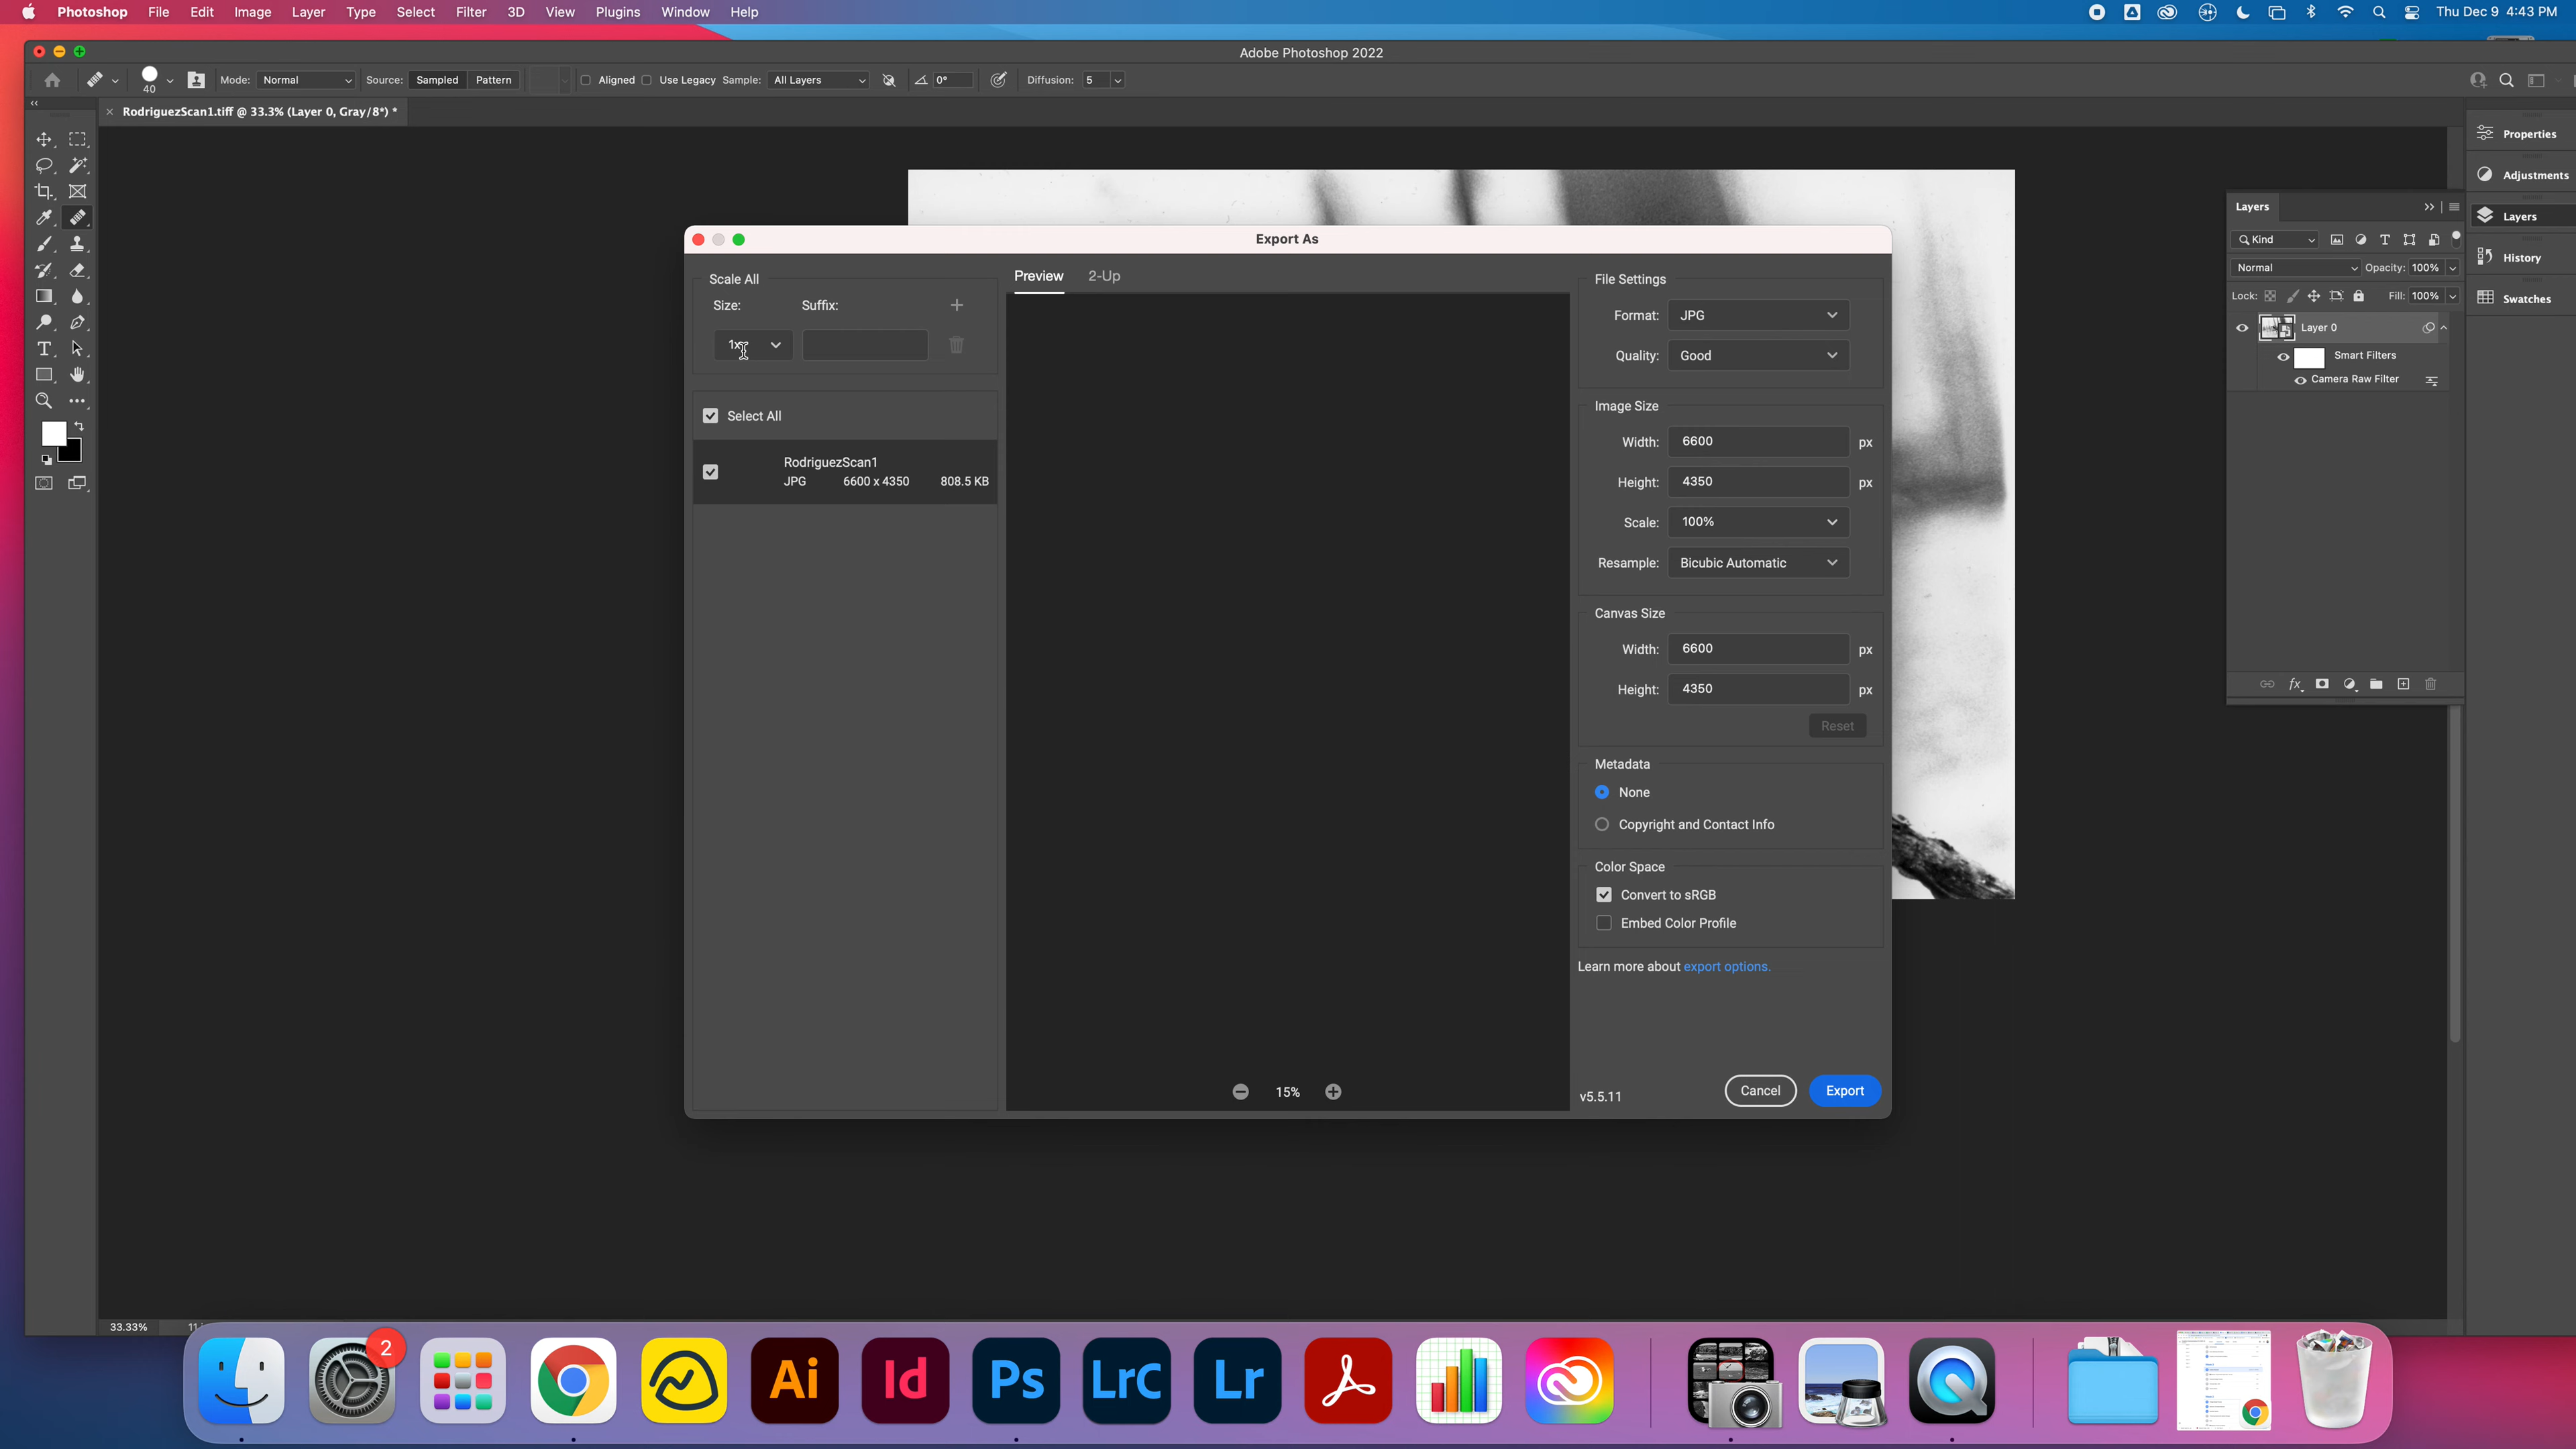 Photoshop File Edit Image Layer Type Select Filter 3D View Plugins Window Help Thu Dec 9 4:43 PM
Adobe Photoshop 2022
40 Mode: Normal Source: Sampled Pattern Aligned Use Legacy Sample: All Layers 0° Diffusion: 5
RodriguezScan1.tiff @ 33.3% (Layer 0, Gray/8*) *
Export As
Scale All
Size: Suffix:
1x
Select All
RodriguezScan1
JPG 6600 x 4350 808.5 KB
Preview 2-Up
15%
File Settings
Format: JPG
Quality: Good
Image Size
Width: 6600 px
Height: 4350 px
Scale: 100%
Resample: Bicubic Automatic
Canvas Size
Width: 6600 px
Height: 4350 px
Reset
Metadata
None
Copyright and Contact Info
Color Space
Convert to sRGB
Embed Color Profile
Learn more about export options.
v5.5.11 Cancel Export
Layers
Kind
Normal Opacity: 100%
Lock: Fill: 100%
Layer 0
Smart Filters
Camera Raw Filter
fx
Properties
Adjustments
Layers
History
Swatches
33.33% 11
2
Ai Id Ps LrC Lr